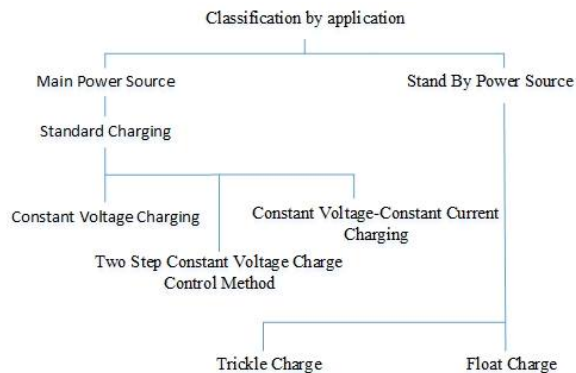 Classification by application
Main Power Source
Stand By Power Source
Standard Charging
Constant Voltage Charging
Constant Voltage-Constant Current
Charging
Two Step Constant Voltage Charge
Control Method
Trickle Charge
Float Charge